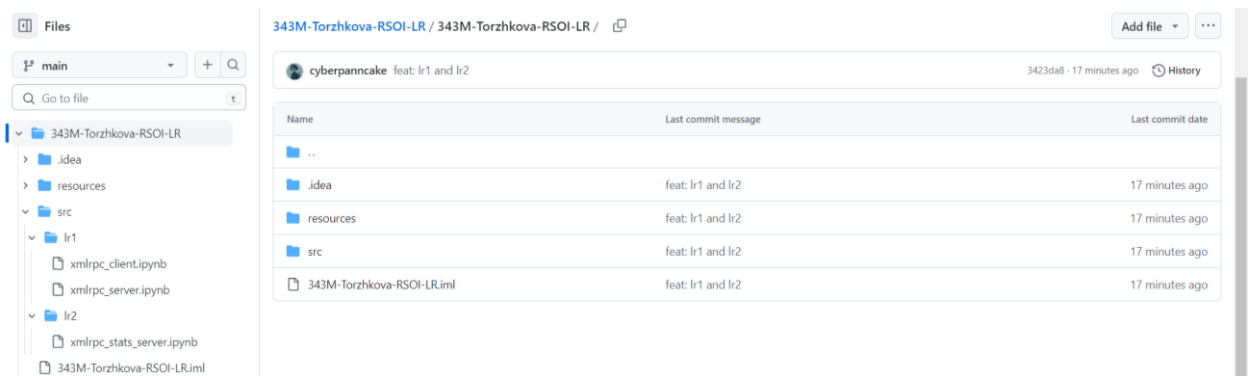 Files
main
Go to file
t
343M-Torzhkova-RSOI-LR
.idea
resources
src
lr1
xmlrpc_client.ipynb
xmlrpc_server.ipynb
lr2
xmlrpc_stats_server.ipynb
343M-Torzhkova-RSOI-LR.iml
343M-Torzhkova-RSOI-LR / 343M-Torzhkova-RSOI-LR /
Add file
cyberpanncake feat: lr1 and lr2
3423da8 · 17 minutes ago History
Name Last commit message Last commit date
..
.idea feat: lr1 and lr2 17 minutes ago
resources feat: lr1 and lr2 17 minutes ago
src feat: lr1 and lr2 17 minutes ago
343M-Torzhkova-RSOI-LR.iml feat: lr1 and lr2 17 minutes ago